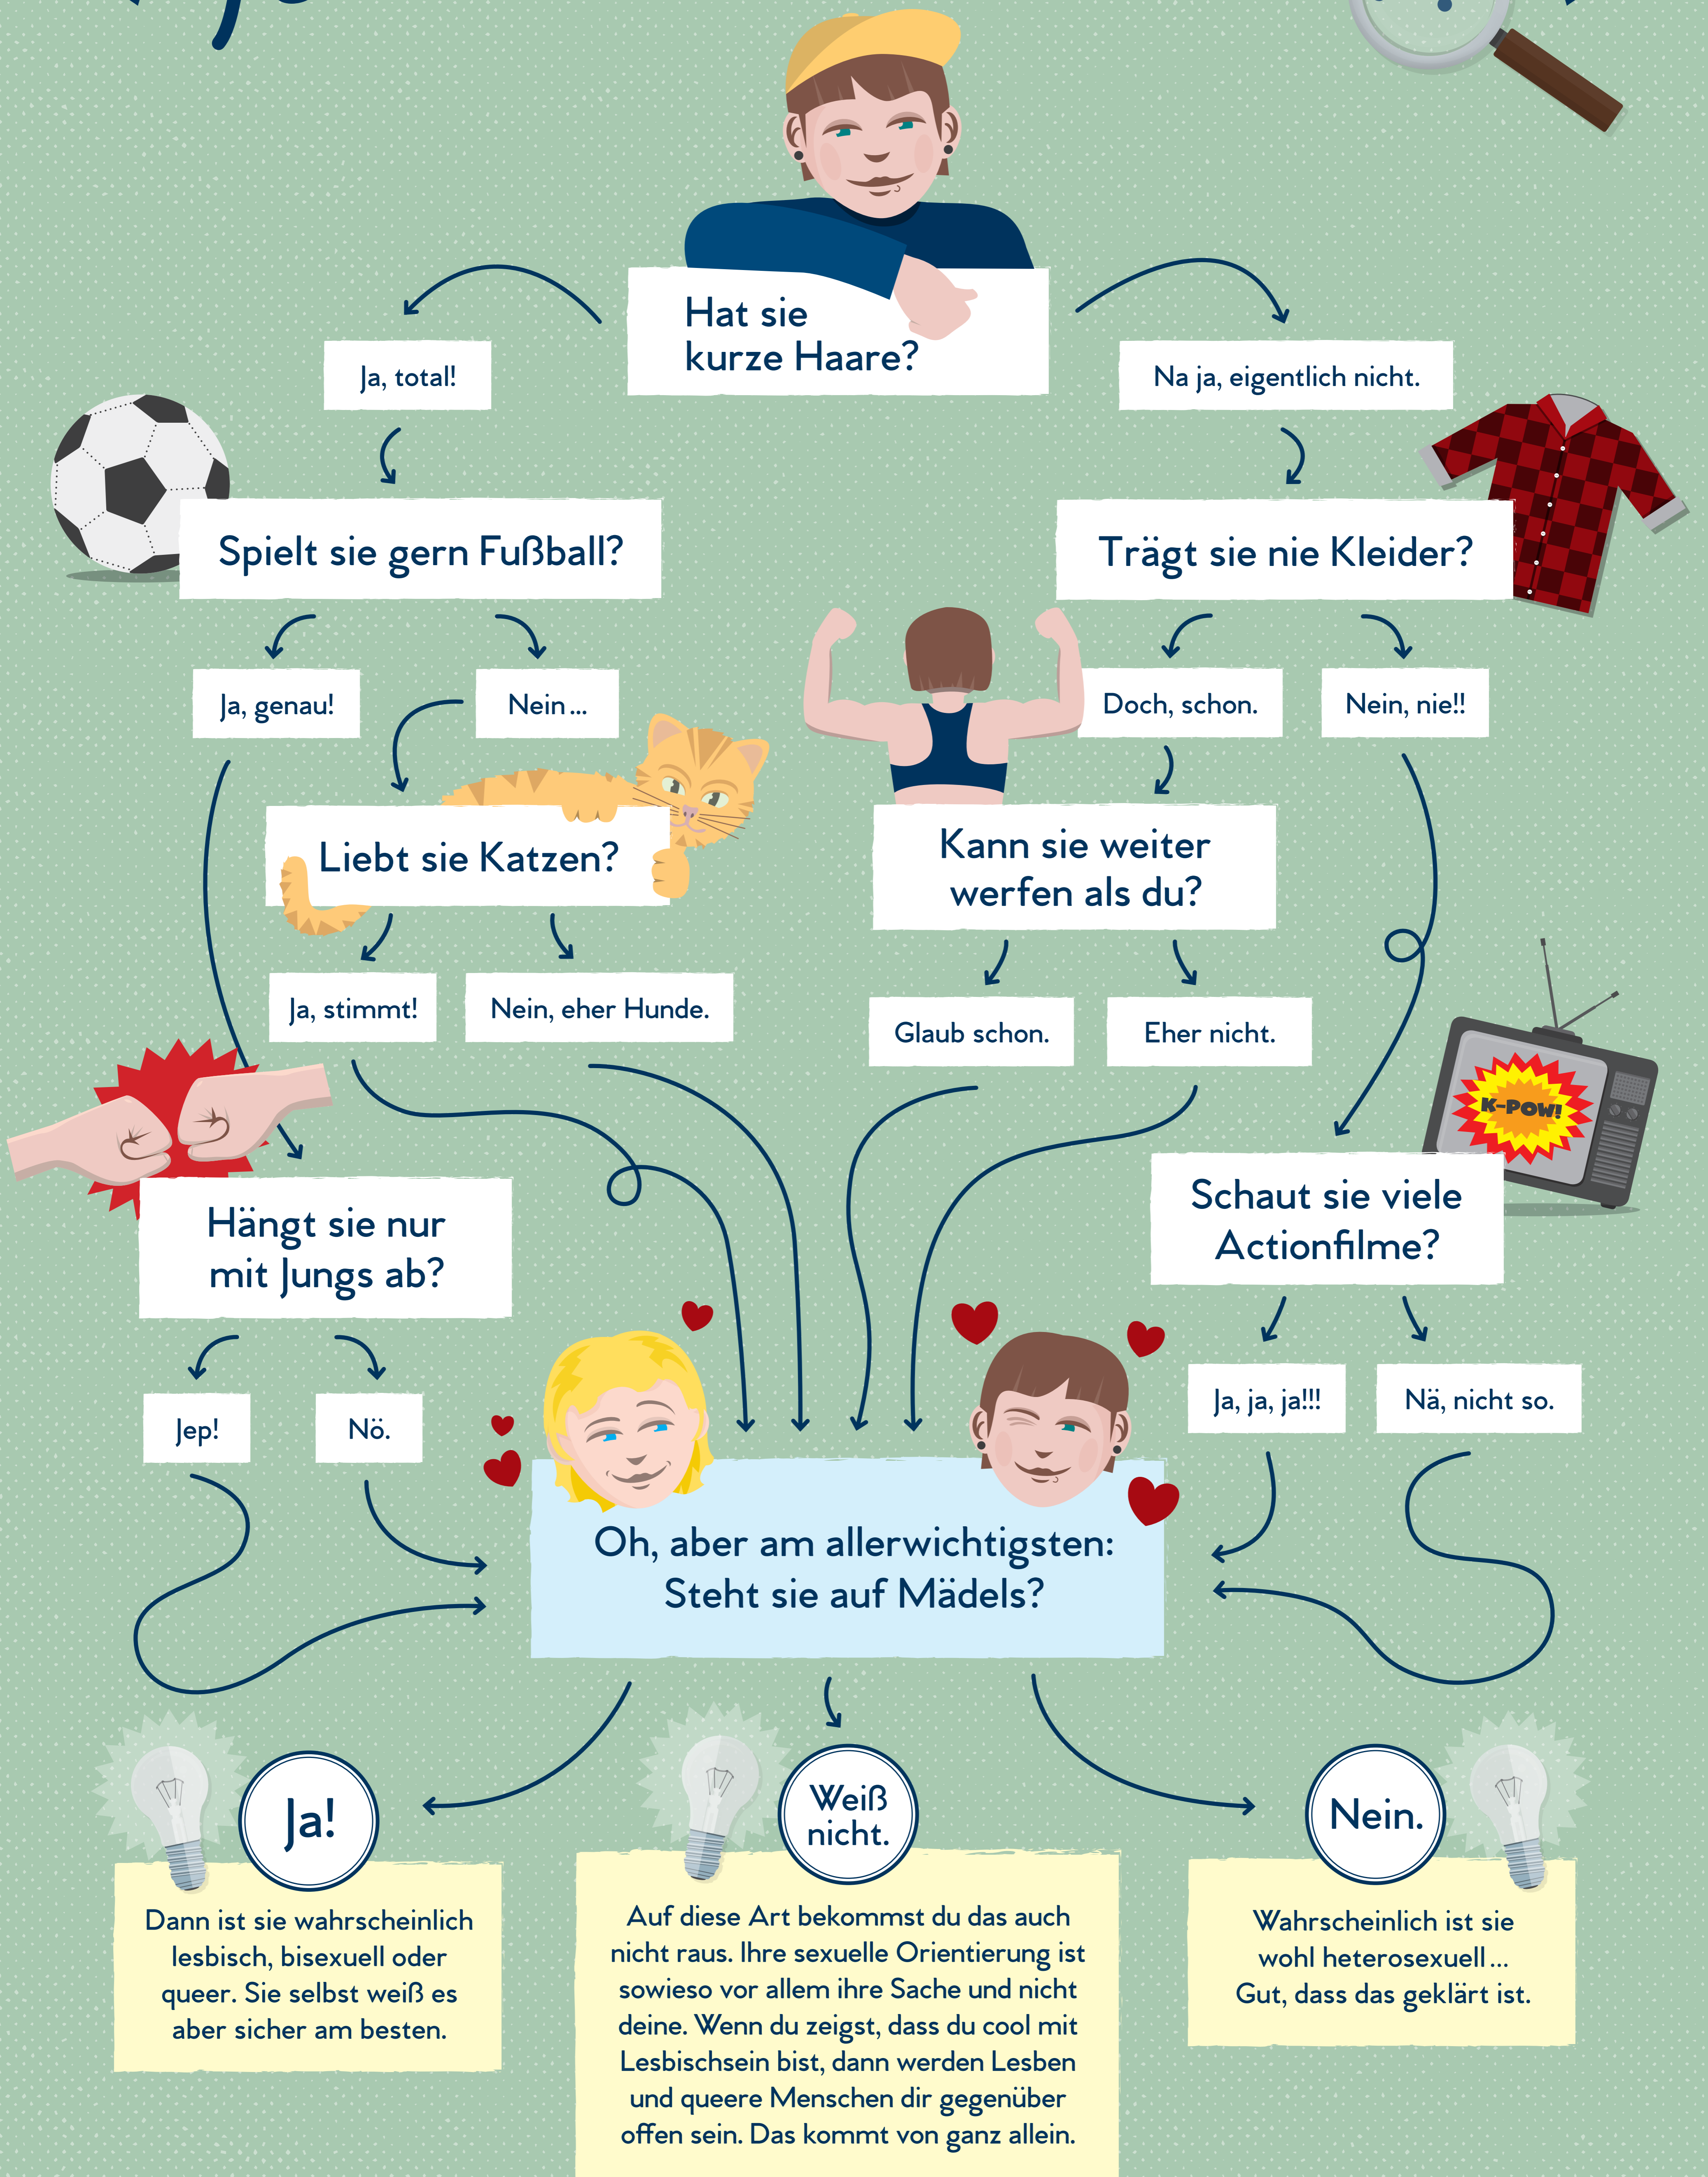 Hat sie
kurze Haare?
Ja, total!
Na ja, eigentlich nicht.
Spielt sie gern Fußball?
Trägt sie nie Kleider?
Ja, genau!
Nein ...
Doch, schon.
Nein, nie!!
Liebt sie Katzen?
Kann sie weiter
werfen als du?
Ja, stimmt!
Nein, eher Hunde.
Glaub schon.
Eher nicht.
K-POW!
Hängt sie nur
mit Jungs ab?
Schaut sie viele
Actionfilme?
Jep!
Nö.
Ja, ja, ja!!!
Nä, nicht so.
Oh, aber am allerwichtigsten:
Steht sie auf Mädels?
Ja!
Dann ist sie wahrscheinlich
lesbisch, bisexuell oder
queer. Sie selbst weiß es
aber sicher am besten.
Weiß
nicht.
Auf diese Art bekommst du das auch
nicht raus. Ihre sexuelle Orientierung ist
sowieso vor allem ihre Sache und nicht
deine. Wenn du zeigst, dass du cool mit
Lesbischsein bist, dann werden Lesben
und queere Menschen dir gegenüber
offen sein. Das kommt von ganz allein.
Nein.
Wahrscheinlich ist sie
wohl heterosexuell ...
Gut, dass das geklärt ist.